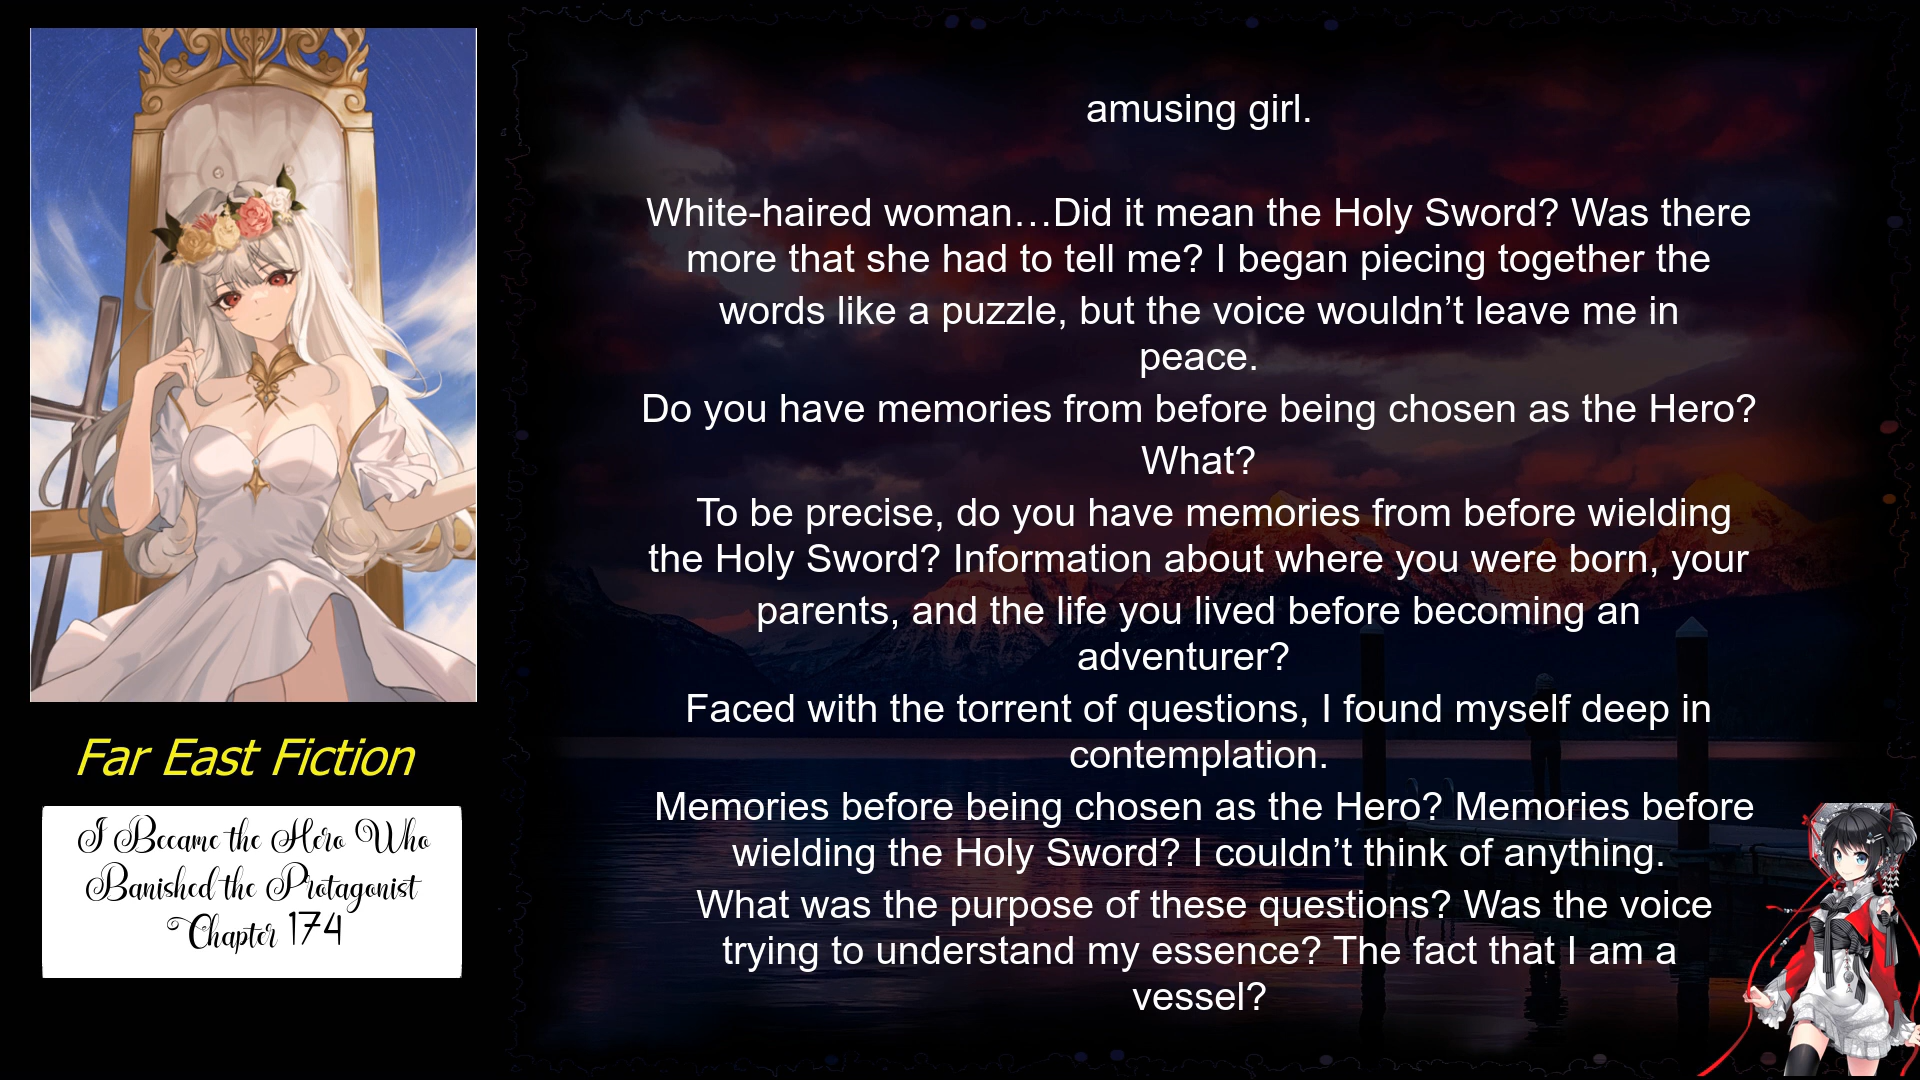 amusing girl.
White-haired woman…Did it mean the Holy Sword? Was there
more that she had to tell me? I began piecing together the
words like a puzzle, but the voice wouldn’t leave me in
peace.
Do you have memories from before being chosen as the Hero?
What?
To be precise, do you have memories from before wielding
the Holy Sword? Information about where you were born, your
parents, and the life you lived before becoming an
adventurer?
Faced with the torrent of questions, I found myself deep in
contemplation.
Memories before being chosen as the Hero? Memories before
wielding the Holy Sword? I couldn’t think of anything.
What was the purpose of these questions? Was the voice
trying to understand my essence? The fact that I am a
vessel?
Far East Fiction
I Became the Hero Who
Banished the Protagonist
Chapter 174